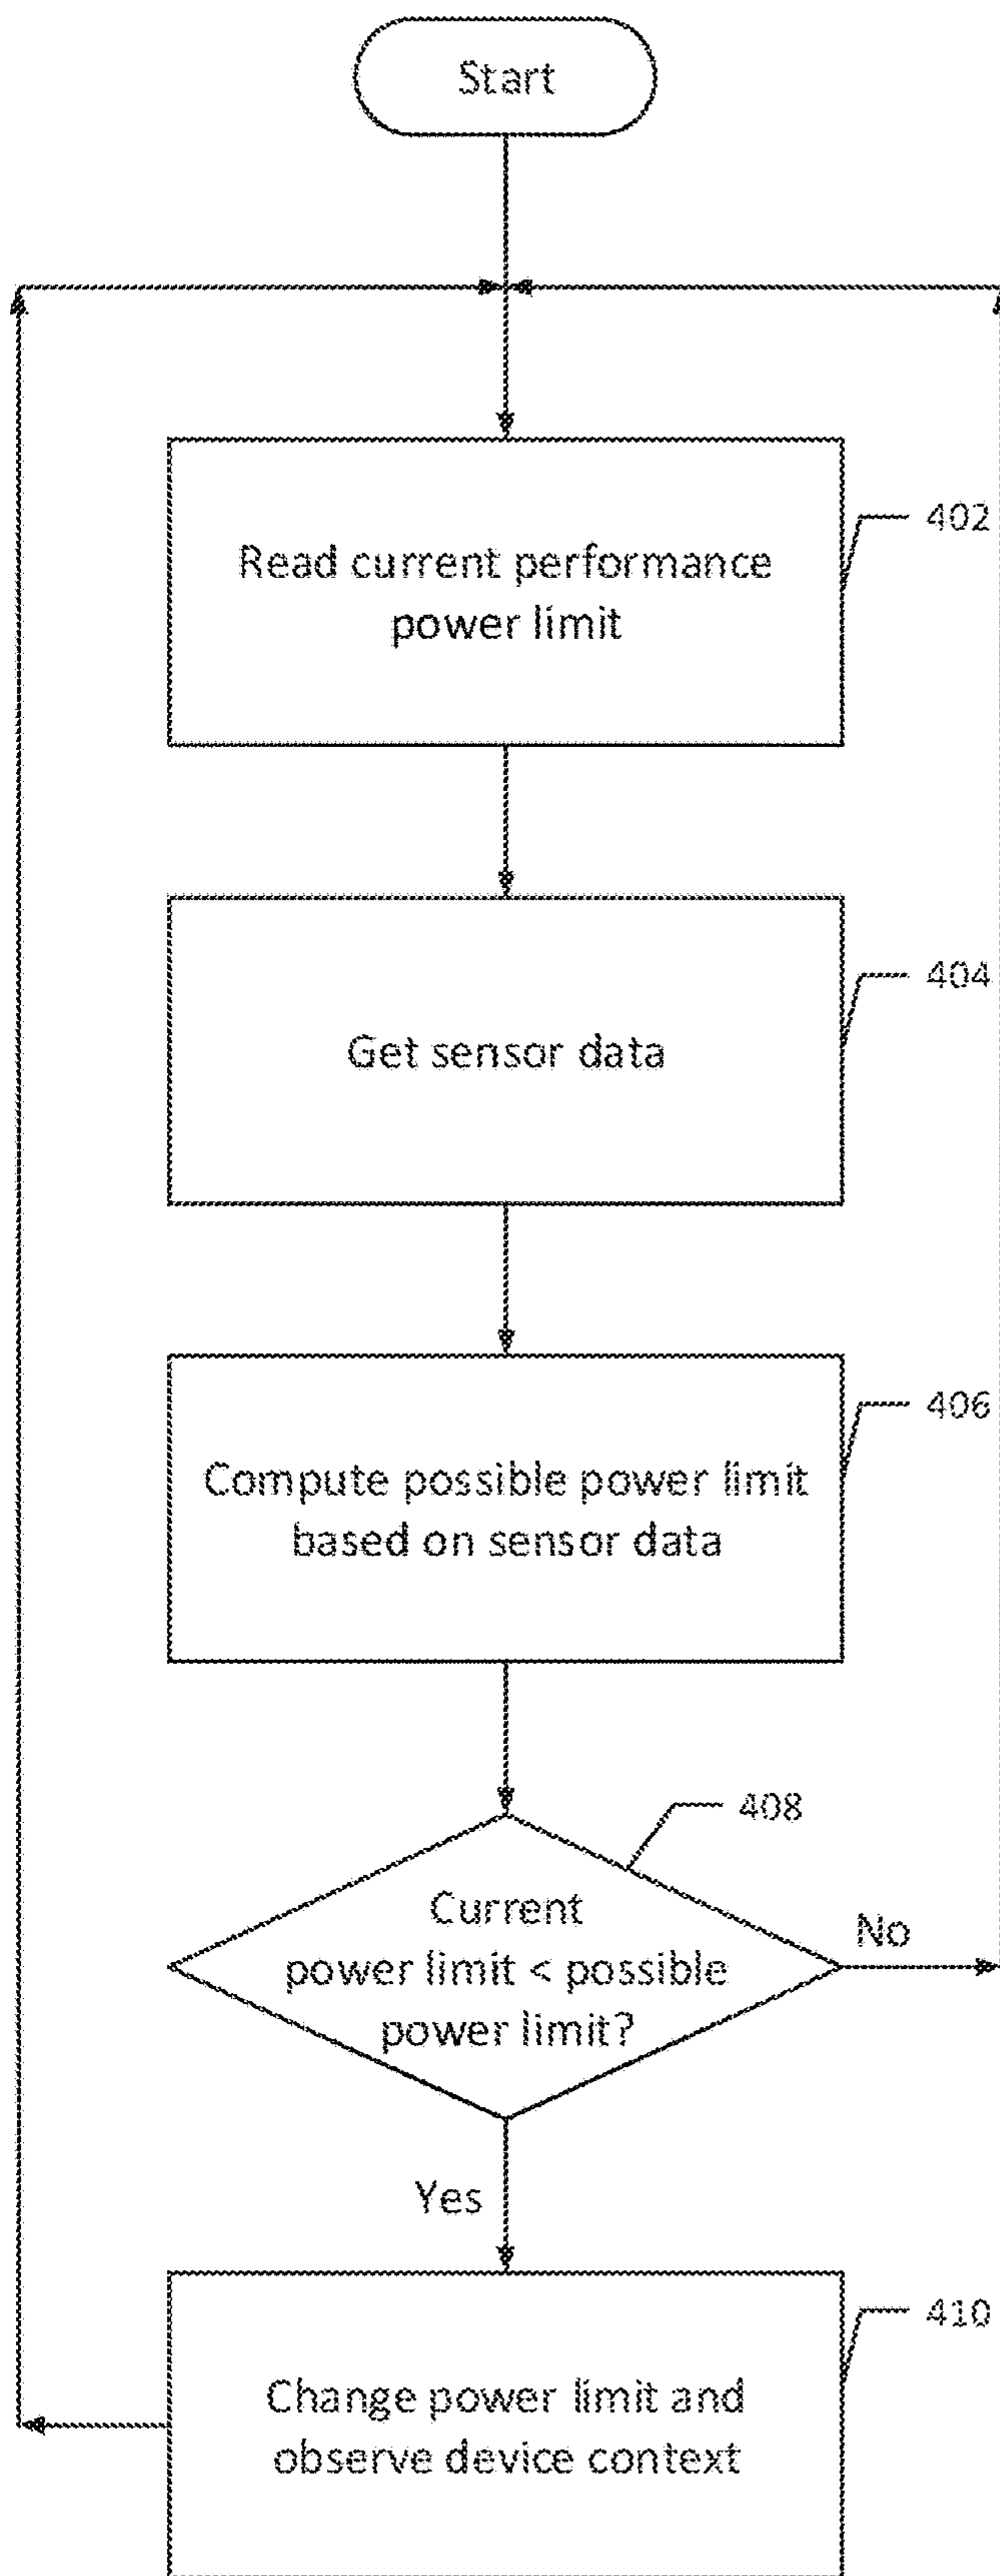 Start
Read current performance
power limit
402
Get sensor data
404
Compute possible power limit
based on sensor data
406
408
Current
power limit < possible
power limit?
No
Yes
Change power limit and
observe device context
410